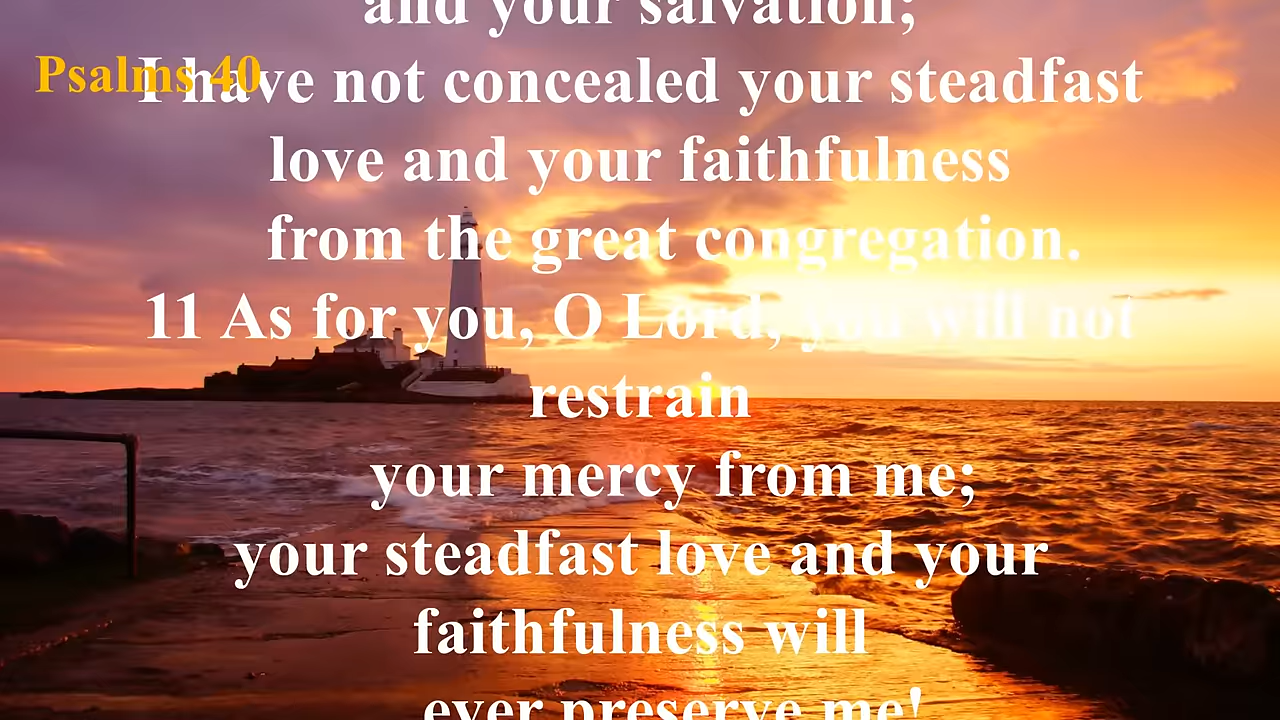 and your salvation;
Psalms 40
I have not concealed your steadfast
love and your faithfulness
from the great congregation.
11 As for you, O Lord, you will not
restrain
your mercy from me;
your steadfast love and your
faithfulness will
ever preserve me!